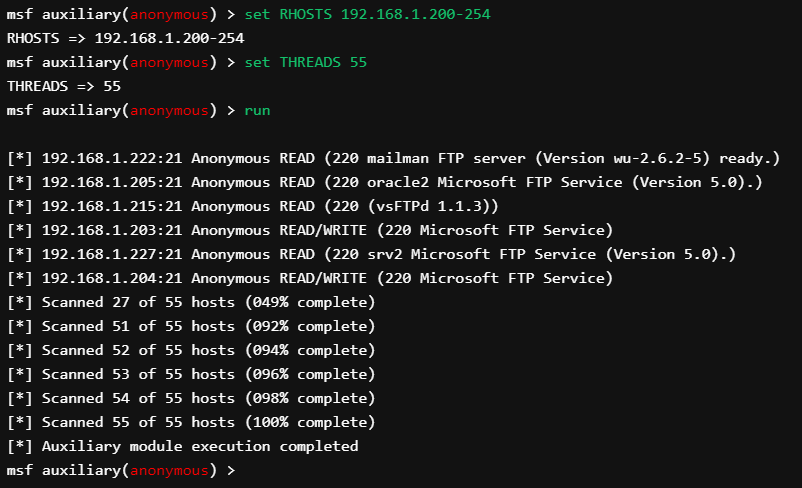 msf auxiliary(anonymous) > set RHOSTS 192.168.1.200-254
RHOSTS => 192.168.1.200-254
msf auxiliary(anonymous) > set THREADS 55
THREADS => 55
msf auxiliary(anonymous) > run
[*] 192.168.1.222:21 Anonymous READ (220 mailman FTP server (Version wu-2.6.2-5) ready.)
[*] 192.168.1.205:21 Anonymous READ (220 oracle2 Microsoft FTP Service (Version 5.0).)
[*] 192.168.1.215:21 Anonymous READ (220 (vsFTPd 1.1.3))
[*] 192.168.1.203:21 Anonymous READ/WRITE (220 Microsoft FTP Service)
[*] 192.168.1.227:21 Anonymous READ (220 srv2 Microsoft FTP Service (Version 5.0).)
[*] 192.168.1.204:21 Anonymous READ/WRITE (220 Microsoft FTP Service)
[*] Scanned 27 of 55 hosts (049% complete)
[*] Scanned 51 of 55 hosts (092% complete)
[*] Scanned 52 of 55 hosts (094% complete)
[*] Scanned 53 of 55 hosts (096% complete)
[*] Scanned 54 of 55 hosts (098% complete)
[*] Scanned 55 of 55 hosts (100% complete)
[*] Auxiliary module execution completed
msf auxiliary(anonymous) >